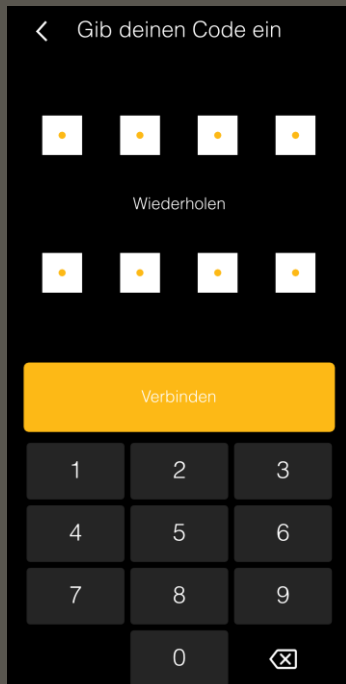 Gib deinen Code ein
Wiederholen
Verbinden
1 2 3
4 5 6
7 8 9
0